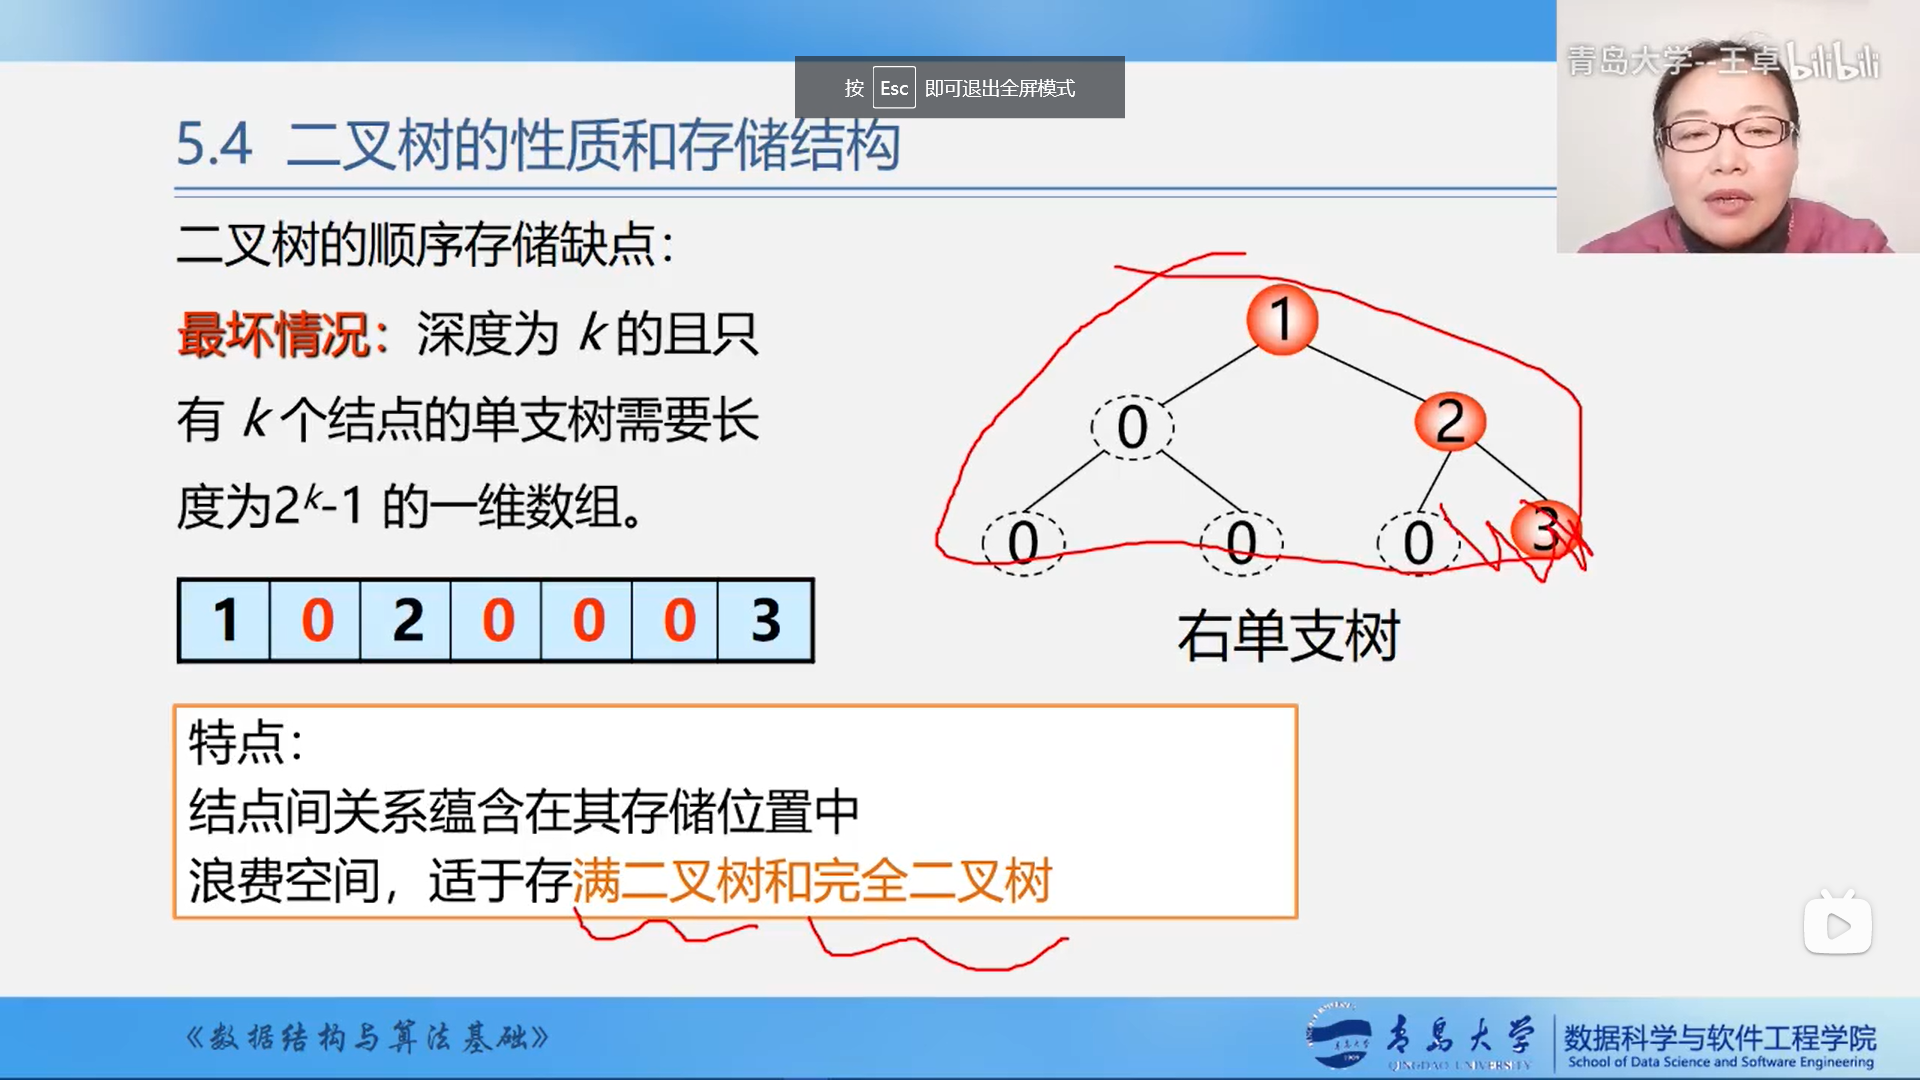 青岛大学--王卓 bilibili
按 Esc 即可退出全屏模式
5.4 二叉树的性质和存储结构
二叉树的顺序存储缺点：
最坏情况：深度为 k 的且只
有 k 个结点的单支树需要长
度为2ᵏ-1 的一维数组。
1 0 2 0 0 0 3
1
0 2
0 0 0 3
右单支树
特点：
结点间关系蕴含在其存储位置中
浪费空间，适于存满二叉树和完全二叉树
《数据结构与算法基础》
青岛大学
QINGDAO UNIVERSITY
数据科学与软件工程学院
School of Data Science and Software Engineering